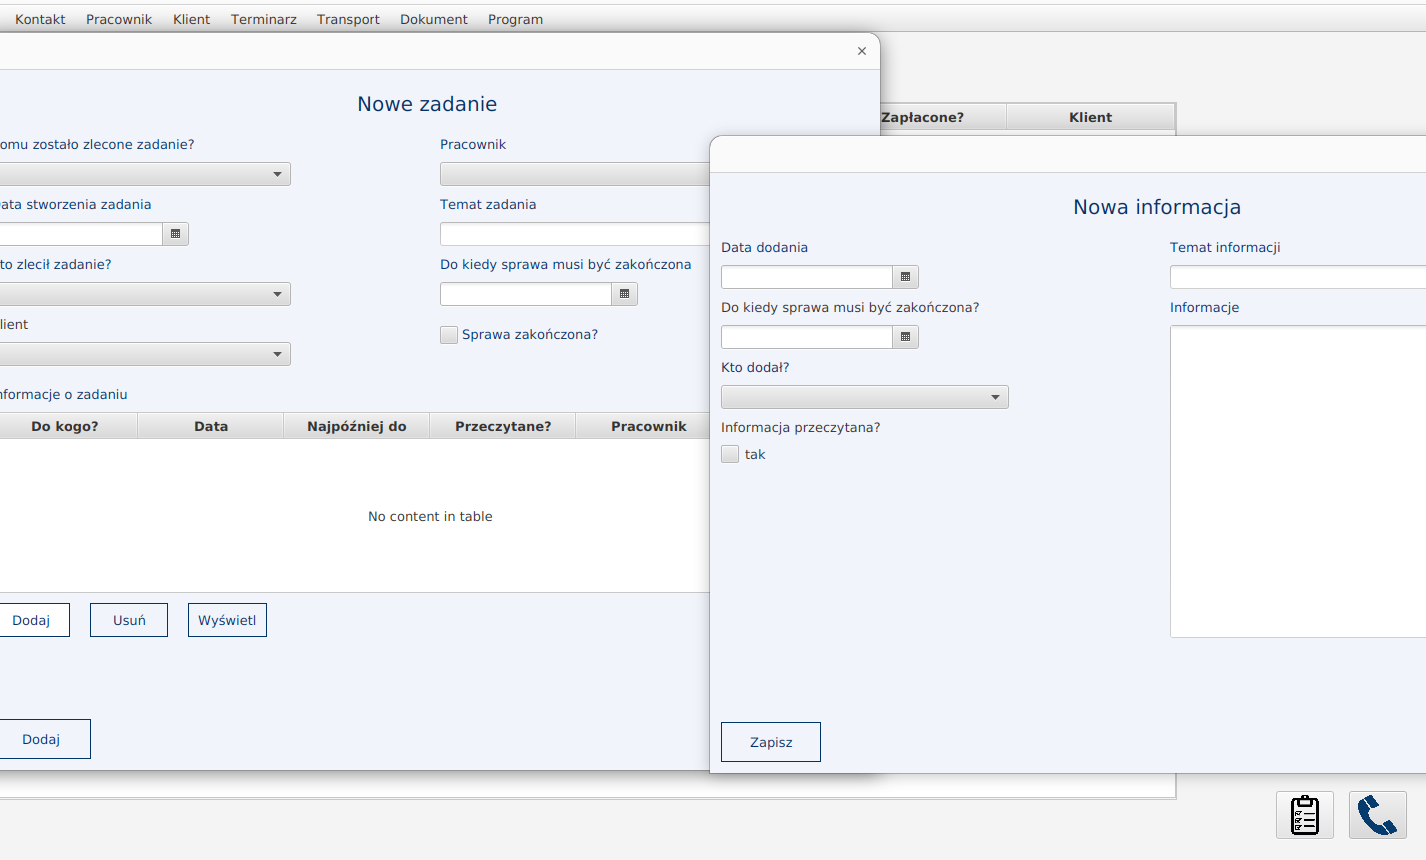 Kontakt Pracownik Klient Terminarz Transport Dokument Program
×
Nowe zadanie
omu zostało zlecone zadanie?
Pracownik
ata stworzenia zadania
Temat zadania
to zlecił zadanie?
Do kiedy sprawa musi być zakończona
lient
Sprawa zakończona?
nformacje o zadaniu
Do kogo? Data Najpóźniej do Przeczytane? Pracownik
No content in table
Dodaj Usuń Wyświetl
Dodaj
Zapłacone? Klient
Nowa informacja
Data dodania
Temat informacji
Do kiedy sprawa musi być zakończona?
Informacje
Kto dodał?
Informacja przeczytana?
tak
Zapisz